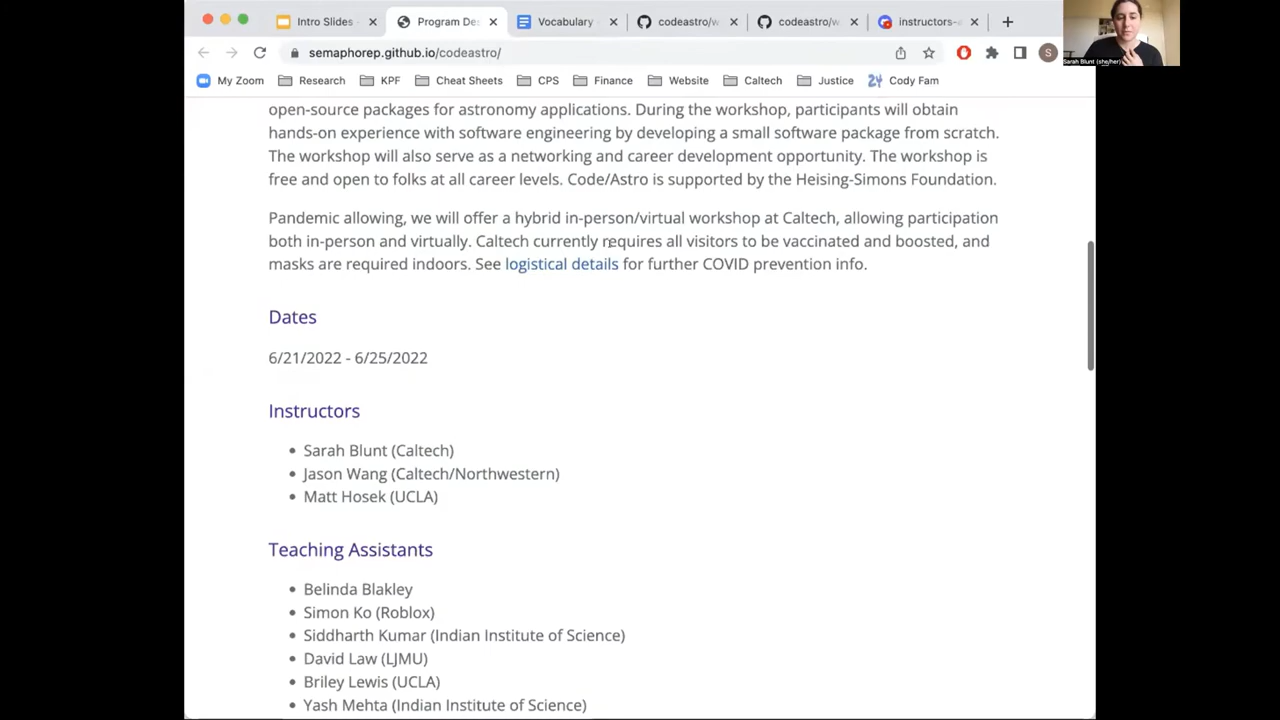 Intro Slides
Program De
Vocabulary
codeastro/w
codeastro/w
instructors-
semaphorep.github.io/codeastro/
S
My Zoom
Research
KPF
Cheat Sheets
CPS
Finance
Website
Caltech
Justice
Cody Fam
Sarah Blunt (she/her)
open-source packages for astronomy applications. During the workshop, participants will obtain
hands-on experience with software engineering by developing a small software package from scratch.
The workshop will also serve as a networking and career development opportunity. The workshop is
free and open to folks at all career levels. Code/Astro is supported by the Heising-Simons Foundation.
Pandemic allowing, we will offer a hybrid in-person/virtual workshop at Caltech, allowing participation
both in-person and virtually. Caltech currently requires all visitors to be vaccinated and boosted, and
masks are required indoors. See logistical details for further COVID prevention info.
Dates
6/21/2022 - 6/25/2022
Instructors
Sarah Blunt (Caltech)
Jason Wang (Caltech/Northwestern)
Matt Hosek (UCLA)
Teaching Assistants
Belinda Blakley
Simon Ko (Roblox)
Siddharth Kumar (Indian Institute of Science)
David Law (LJMU)
Briley Lewis (UCLA)
Yash Mehta (Indian Institute of Science)